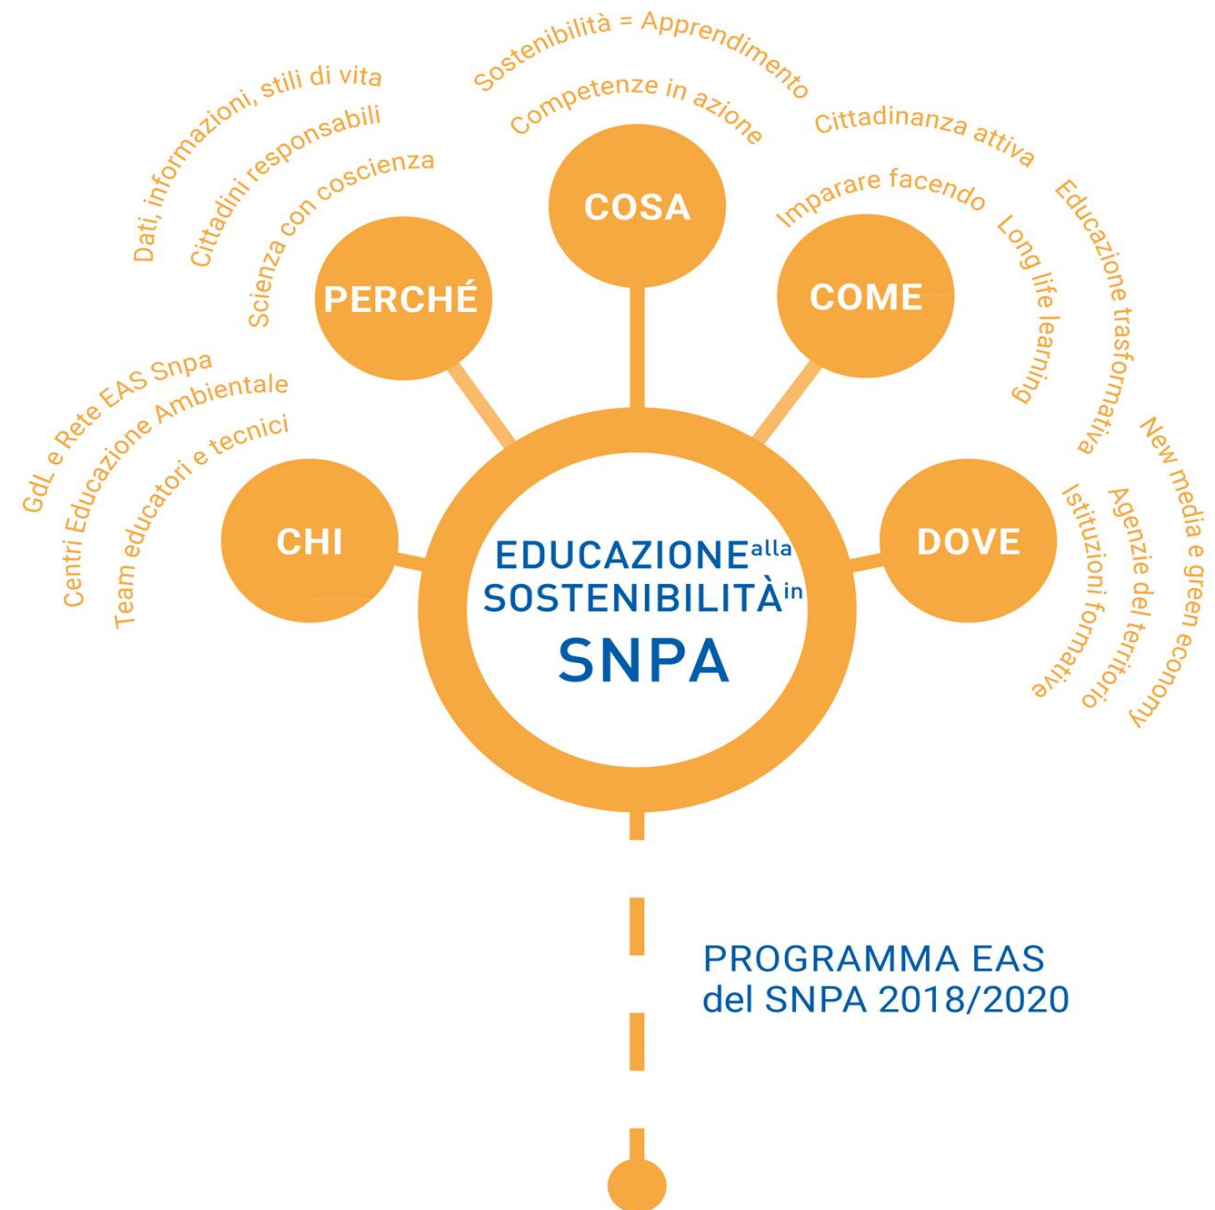 Sostenibilità = Apprendimento
Competenze in azione
COSA
Dati, informazioni, stili di vita
Cittadini responsabili
Scienza con coscienza
PERCHÉ
Cittadinanza attiva
Imparare facendo
Educazione trasformativa
Long life learning
COME
GdL e Rete EAS Snpa
Centri Educazione Ambientale
Team educatori e tecnici
CHI
New media e green economy
Agenzie del territorio
Istituzioni formative
DOVE
EDUCAZIONE alla
SOSTENIBILITÀ in
SNPA
PROGRAMMA EAS
del SNPA 2018/2020